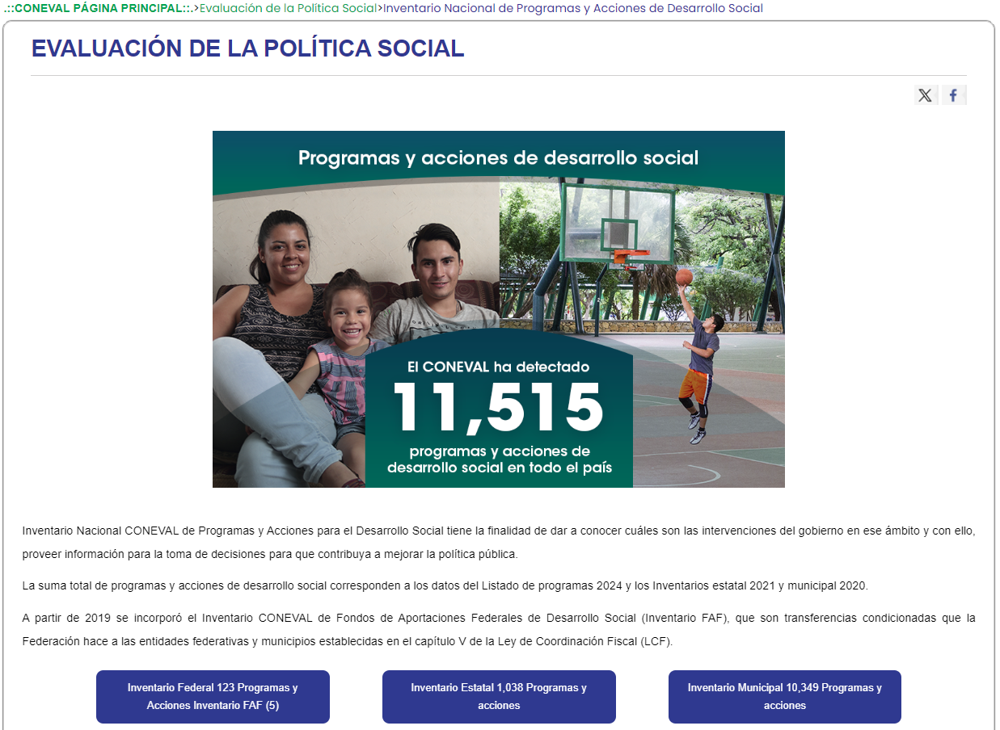 .::CONEVAL PÁGINA PRINCIPAL::.>Evaluación de la Política Social>Inventario Nacional de Programas y Acciones de Desarrollo Social
EVALUACIÓN DE LA POLÍTICA SOCIAL
Programas y acciones de desarrollo social
El CONEVAL ha detectado
11,515
programas y acciones de
desarrollo social en todo el país
Inventario Nacional CONEVAL de Programas y Acciones para el Desarrollo Social tiene la finalidad de dar a conocer cuáles son las intervenciones del gobierno en ese ámbito y con ello,
proveer información para la toma de decisiones para que contribuya a mejorar la política pública.
La suma total de programas y acciones de desarrollo social corresponden a los datos del Listado de programas 2024 y los Inventarios estatal 2021 y municipal 2020.
A partir de 2019 se incorporó el Inventario CONEVAL de Fondos de Aportaciones Federales de Desarrollo Social (Inventario FAF), que son transferencias condicionadas que la
Federación hace a las entidades federativas y municipios establecidas en el capítulo V de la Ley de Coordinación Fiscal (LCF).
Inventario Federal 123 Programas y
Acciones Inventario FAF (5)
Inventario Estatal 1,038 Programas y
acciones
Inventario Municipal 10,349 Programas y
acciones